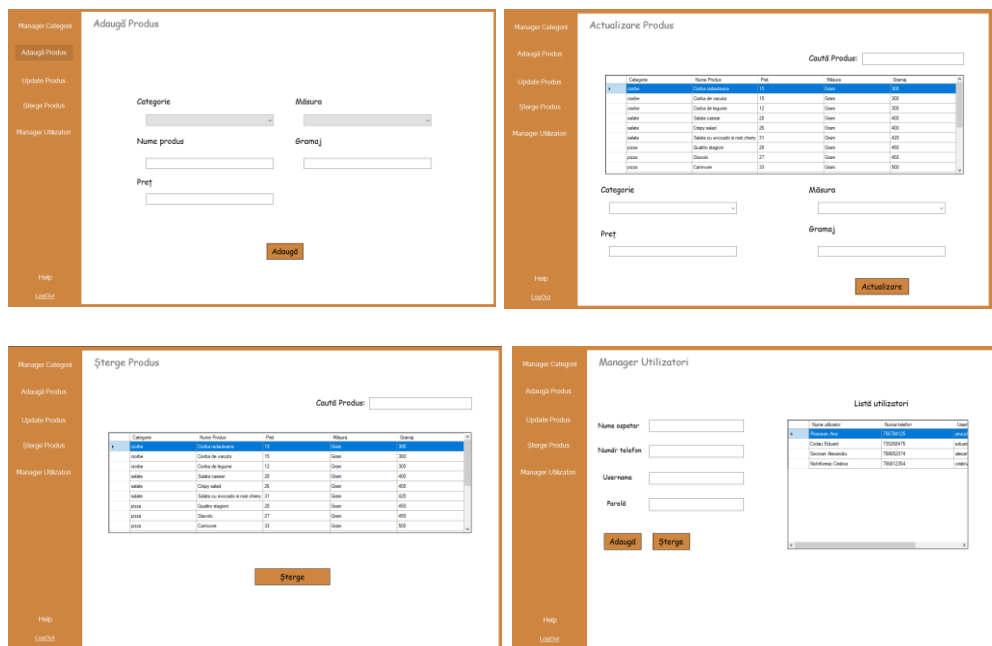 Manager Categorii
Adaugă Produs
Update Produs
Șterge Produs
Manager Utilizatori
Help
LogOut
Adaugă Produs
Categorie Măsura
Nume produs Gramaj
Preț
Adaugă
Manager Categorii
Adaugă Produs
Update Produs
Șterge Produs
Manager Utilizatori
Help
LogOut
Actualizare Produs
Caută Produs:
Categorie Nume Produs Pret Măsura Gramaj
ciorbe Ciorba radauteana 15 Gram 300
ciorbe Ciorba de vacuta 15 Gram 300
ciorbe Ciorba de legume 12 Gram 300
salate Salata caesar 28 Gram 400
salate Crispy salad 26 Gram 400
salate Salata cu avocado si rosii cherry 31 Gram 420
pizza Quattro stagioni 28 Gram 450
pizza Diavolo 27 Gram 450
pizza Carnivore 33 Gram 500
Categorie Măsura
Preț Gramaj
Actualizare
Manager Categorii
Adaugă Produs
Update Produs
Șterge Produs
Manager Utilizatori
Help
LogOut
Șterge Produs
Caută Produs:
Categorie Nume Produs Pret Măsura Gramaj
ciorbe Ciorba radauteana 15 Gram 300
ciorbe Ciorba de vacuta 15 Gram 300
ciorbe Ciorba de legume 12 Gram 300
salate Salata caesar 28 Gram 400
salate Crispy salad 26 Gram 400
salate Salata cu avocado si rosii cherry 31 Gram 420
pizza Quattro stagioni 28 Gram 450
pizza Diavolo 27 Gram 450
pizza Carnivore 33 Gram 500
Șterge
Manager Categorii
Adaugă Produs
Update Produs
Șterge Produs
Manager Utilizatori
Help
LogOut
Manager Utilizatori
Nume ospatar
Număr telefon
Username
Parolă
Adaugă Șterge
Listă utilizatori
Nume utilizator Numar telefon User
Ana
Eduard eduar
Alexandru alexan
Cristina cristin